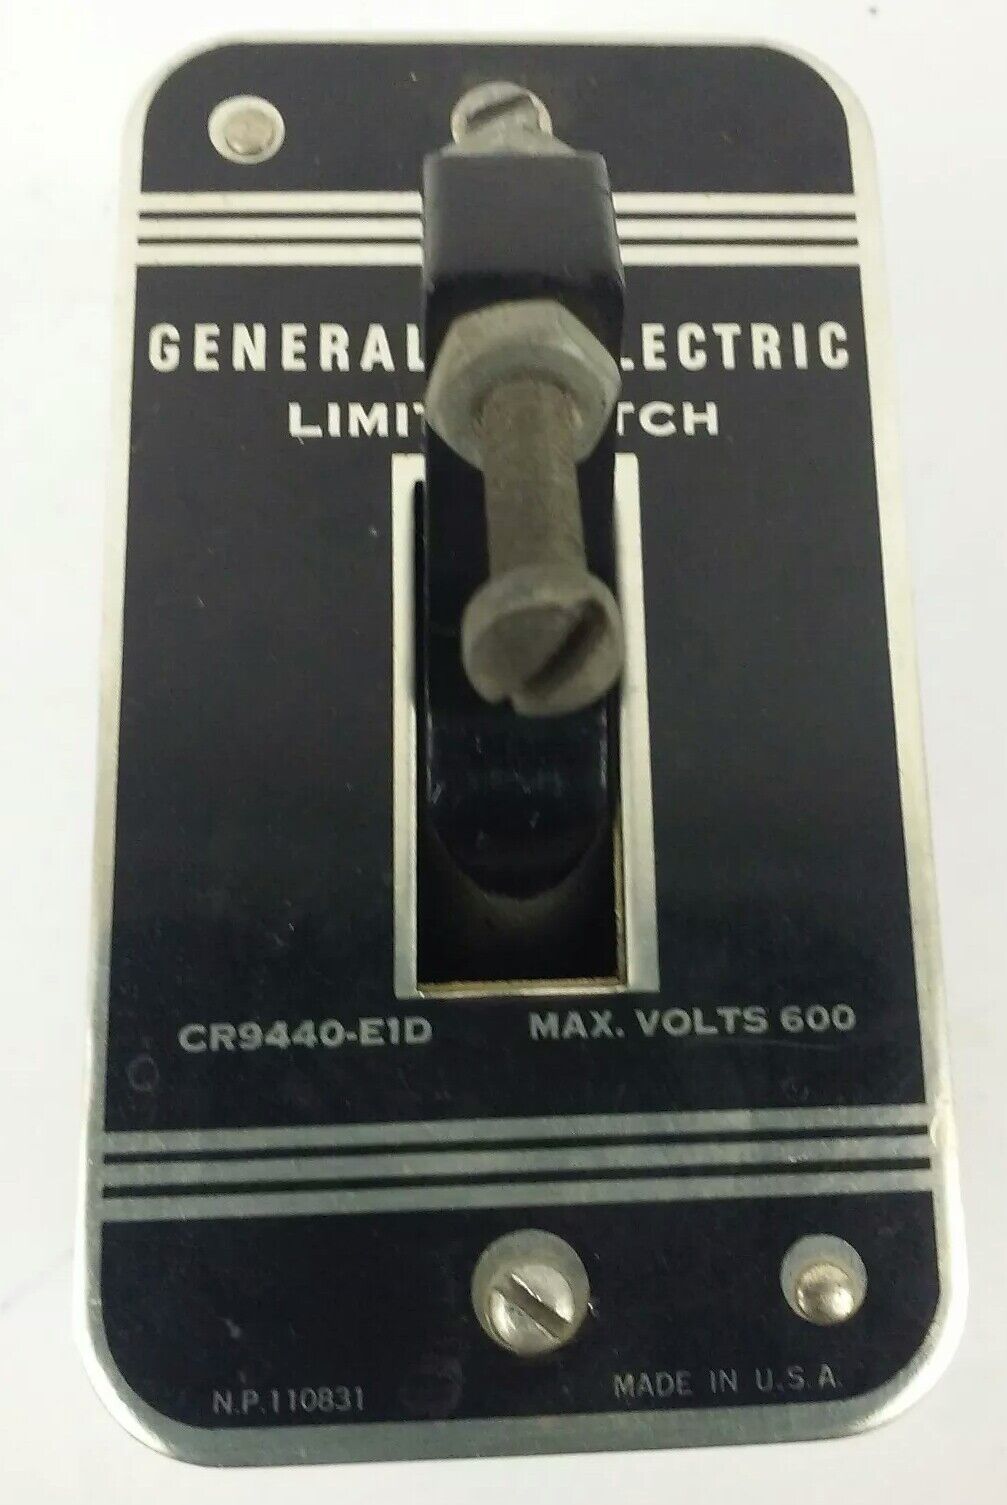 GENERAL LECTRIC
LIMIT TCH
CR9440-E1D MAX. VOLTS 600
N.P.110831 MADE IN U.S.A.